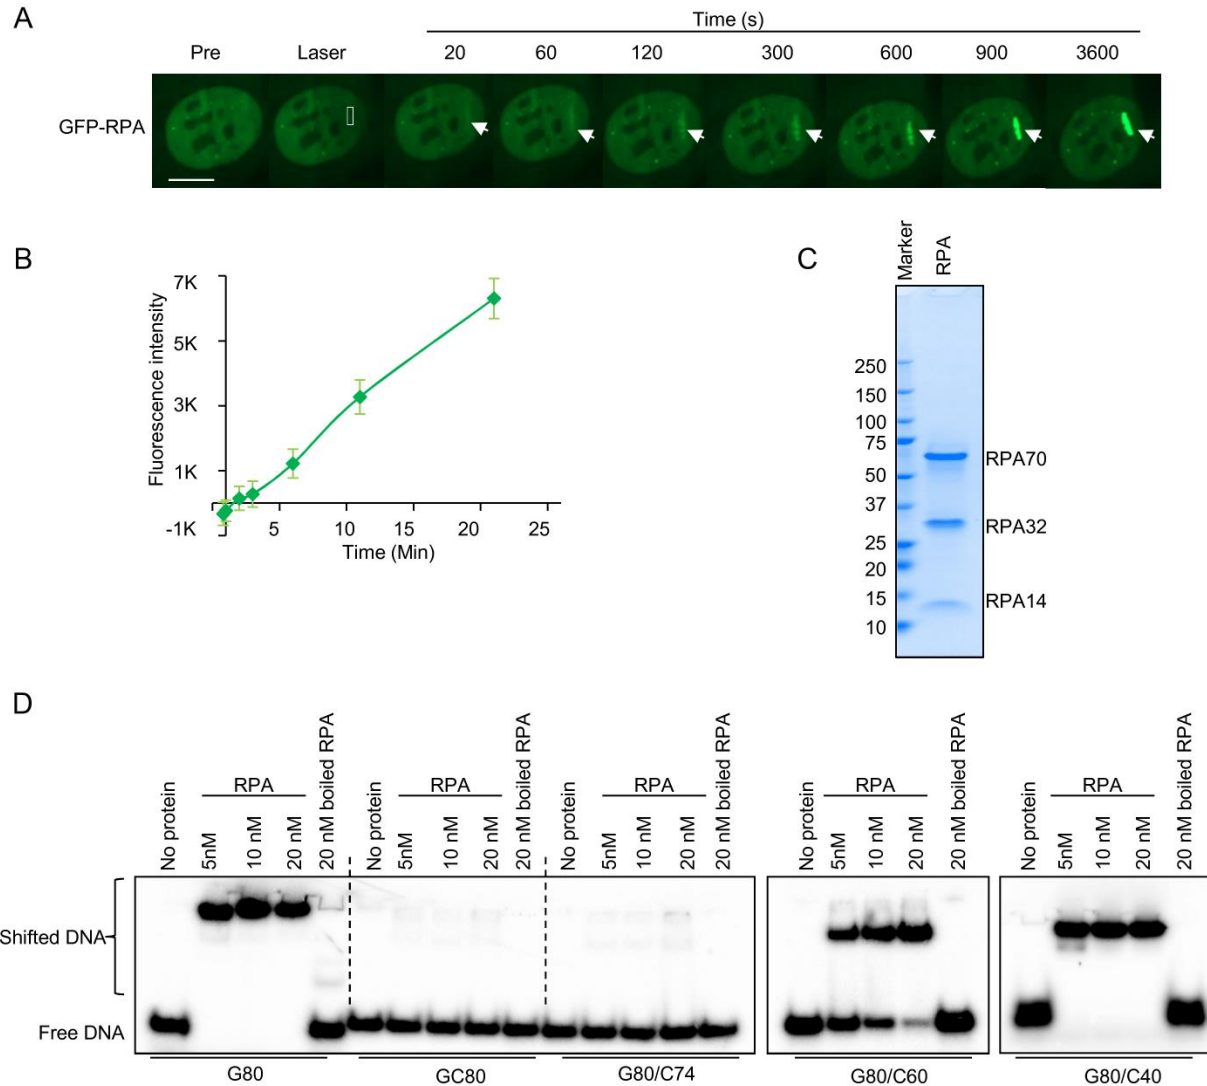 A
Time (s)
Pre Laser 20 60 120 300 600 900 3600
GFP-RPA
B
Fluorescence intensity
7K
5K
3K
1K
-1K
5 10 15 20 25
Time (Min)
C
Marker
RPA
250
150
100
75
50
37
25
20
15
10
RPA70
RPA32
RPA14
D
No protein
RPA
5nM
10 nM
20 nM
20 nM boiled RPA
No protein
RPA
5nM
10 nM
20 nM
20 nM boiled RPA
No protein
RPA
5nM
10 nM
20 nM
20 nM boiled RPA
No protein
RPA
5nM
10 nM
20 nM
20 nM boiled RPA
No protein
RPA
5nM
10 nM
20 nM
20 nM boiled RPA
Shifted DNA
Free DNA
G80 GC80 G80/C74 G80/C60 G80/C40